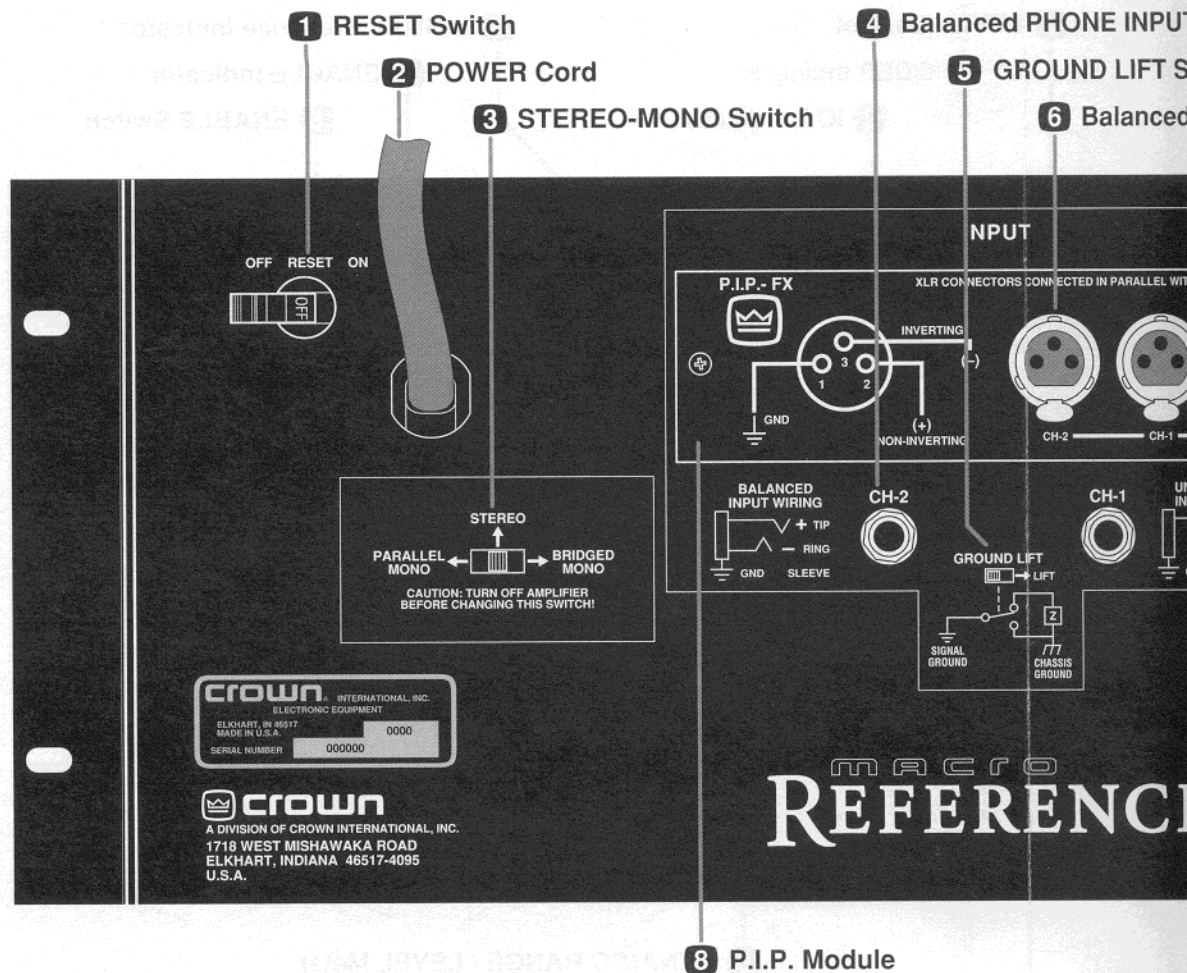 1 RESET Switch
2 POWER Cord
3 STEREO-MONO Switch
4 Balanced PHONE INPUT
5 GROUND LIFT S
6 Balanced
OFF RESET ON
OFF
INPUT
P.I.P.- FX
XLR CONNECTORS CONNECTED IN PARALLEL WIT
INVERTING
(–)
3
1 2
GND
(+)
NON-INVERTING
CH-2 CH-1
STEREO
PARALLEL MONO
BRIDGED MONO
CAUTION: TURN OFF AMPLIFIER
BEFORE CHANGING THIS SWITCH!
BALANCED
INPUT WIRING
+ TIP
– RING
GND SLEEVE
CH-2
CH-1
UN
IN
GROUND LIFT
LIFT
Z
SIGNAL
GROUND
CHASSIS
GROUND
crown® INTERNATIONAL, INC.
ELECTRONIC EQUIPMENT
ELKHART, IN 46517
MADE IN U.S.A.
0000
SERIAL NUMBER 000000
crown
A DIVISION OF CROWN INTERNATIONAL, INC.
1718 WEST MISHAWAKA ROAD
ELKHART, INDIANA 46517-4095
U.S.A.
macro
REFERENC
8 P.I.P. Module